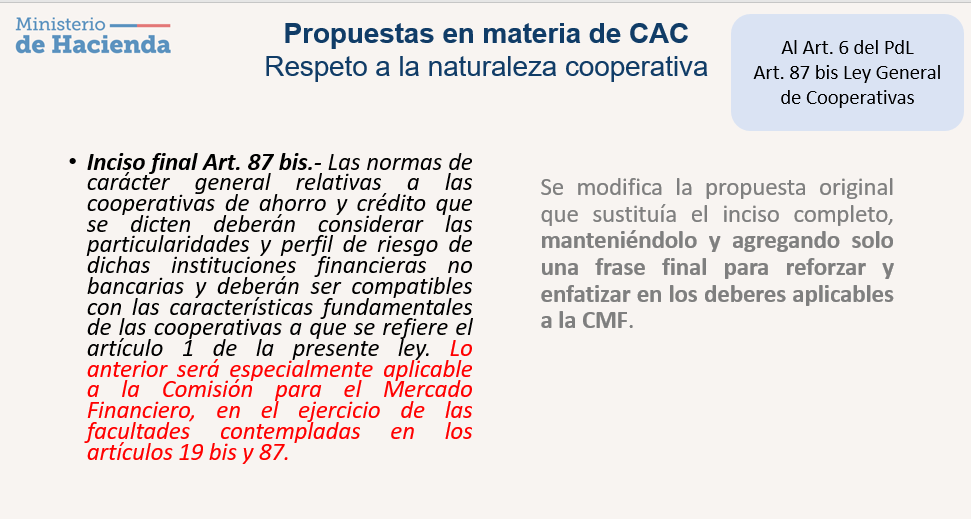 Ministerio
de Hacienda
Propuestas en materia de CAC
Respeto a la naturaleza cooperativa
Al Art. 6 del PdL
Art. 87 bis Ley General
de Cooperativas
• Inciso final Art. 87 bis.- Las normas de
carácter general relativas a las
cooperativas de ahorro y crédito que
se dicten deberán considerar las
particularidades y perfil de riesgo de
dichas instituciones financieras no
bancarias y deberán ser compatibles
con las características fundamentales
de las cooperativas a que se refiere el
artículo 1 de la presente ley. Lo
anterior será especialmente aplicable
a la Comisión para el Mercado
Financiero, en el ejercicio de las
facultades contempladas en los
artículos 19 bis y 87.
Se modifica la propuesta original
que sustituía el inciso completo,
manteniéndolo y agregando solo
una frase final para reforzar y
enfatizar en los deberes aplicables
a la CMF.